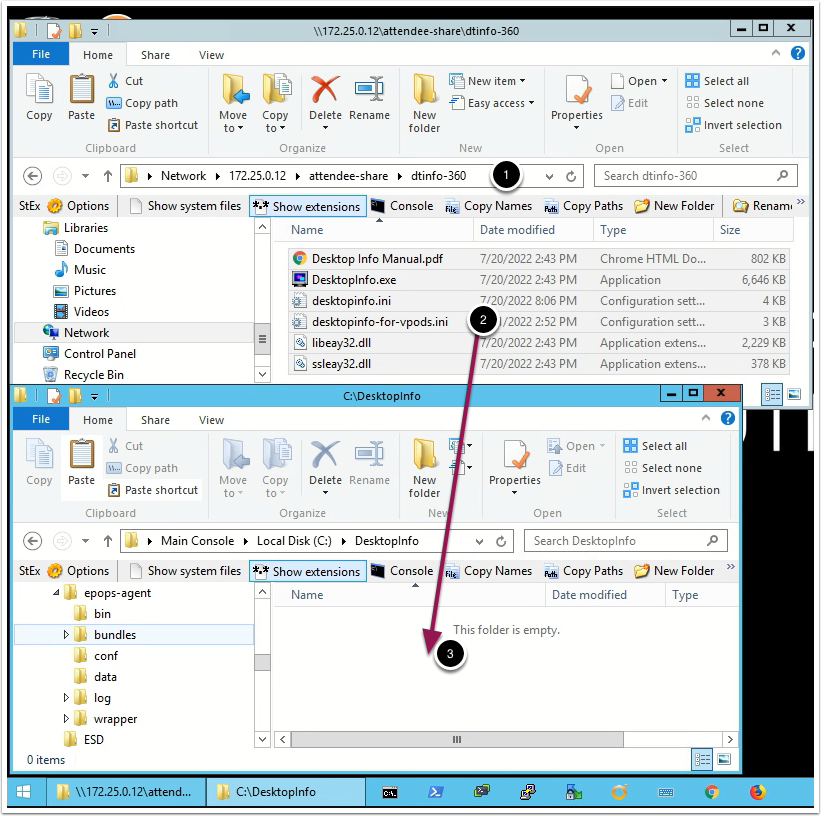 \\172.25.0.12\attendee-share\dtinfo-360
File Home Share View
Copy Paste Cut Copy path Paste shortcut
Move to Copy to Delete Rename
New folder New item Easy access
Properties Open Edit
Select all Select none Invert selection
Clipboard Organize New Open Select
Network 172.25.0.12 attendee-share dtinfo-360 1 Search dtinfo-360
StEx Options Show system files Show extensions Console Copy Names Copy Paths New Folder Renam »
Libraries
Documents
Music
Pictures
Videos
Network
Control Panel
Recycle Bin
Name Date modified Type Size
Desktop Info Manual.pdf 7/20/2022 2:43 PM Chrome HTML Do... 802 KB
DesktopInfo.exe 7/20/2022 2:43 PM Application 6,646 KB
desktopinfo.ini 7/20/2022 8:06 PM Configuration sett... 4 KB
desktopinfo-for-vpods.ini 2 /20/2022 2:52 PM Configuration sett... 3 KB
libeay32.dll 7/20/2022 2:43 PM Application extens... 2,229 KB
ssleay32.dll 7/20/2022 2:43 PM Application extens... 378 KB
C:\DesktopInfo
File Home Share View
Copy Paste Cut Copy path Paste shortcut
Move to Copy to Delete Rename
New folder
Properties Open Edit
Select all Select none Invert selection
Clipboard Organize New Open Select
Main Console Local Disk (C:) DesktopInfo Search DesktopInfo
StEx Options Show system files Show extensions Console Copy Names Copy Paths New Folder »
epops-agent
bin
bundles
conf
data
log
wrapper
ESD
Name Date modified Type
This folder is empty.
3
0 items
\\172.25.0.12\attend... C:\DesktopInfo